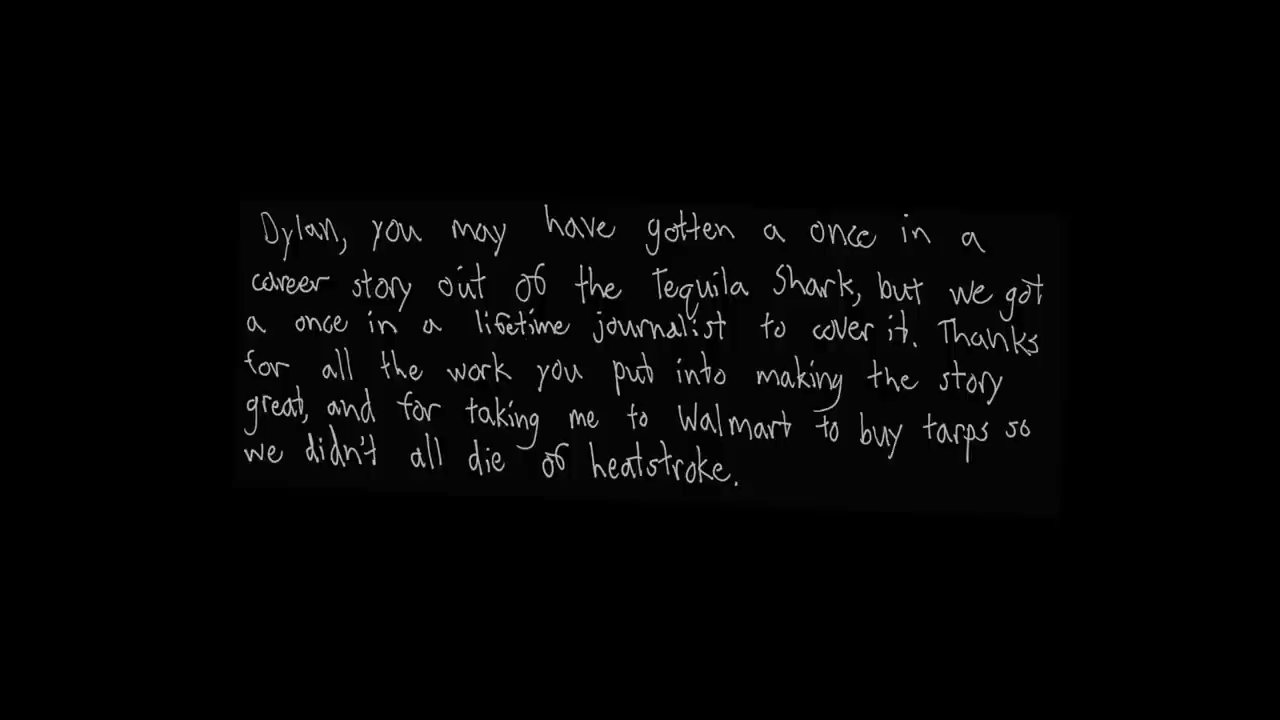 Dylan, you may have gotten a once in a
career story out of the Tequila Shark, but we got
a once in a lifetime journalist to cover it. Thanks
for all the work you put into making the story
great, and for taking me to Walmart to buy tarps so
we didn't all die of heatstroke.